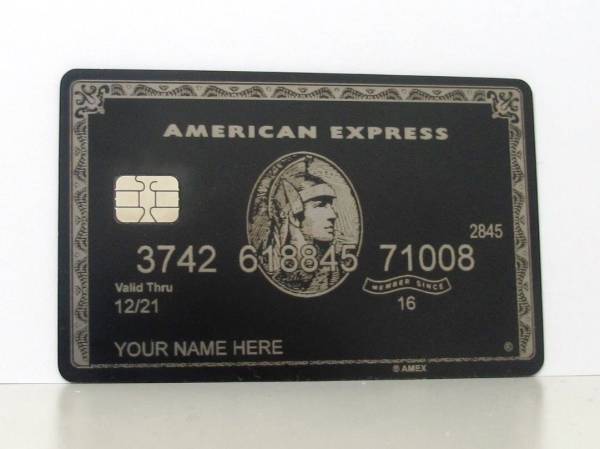 AMERICAN EXPRESS
2845
3742 618845 71008
Valid Thru
MEMBER SINCE
12/21
16
YOUR NAME HERE
® AMEX